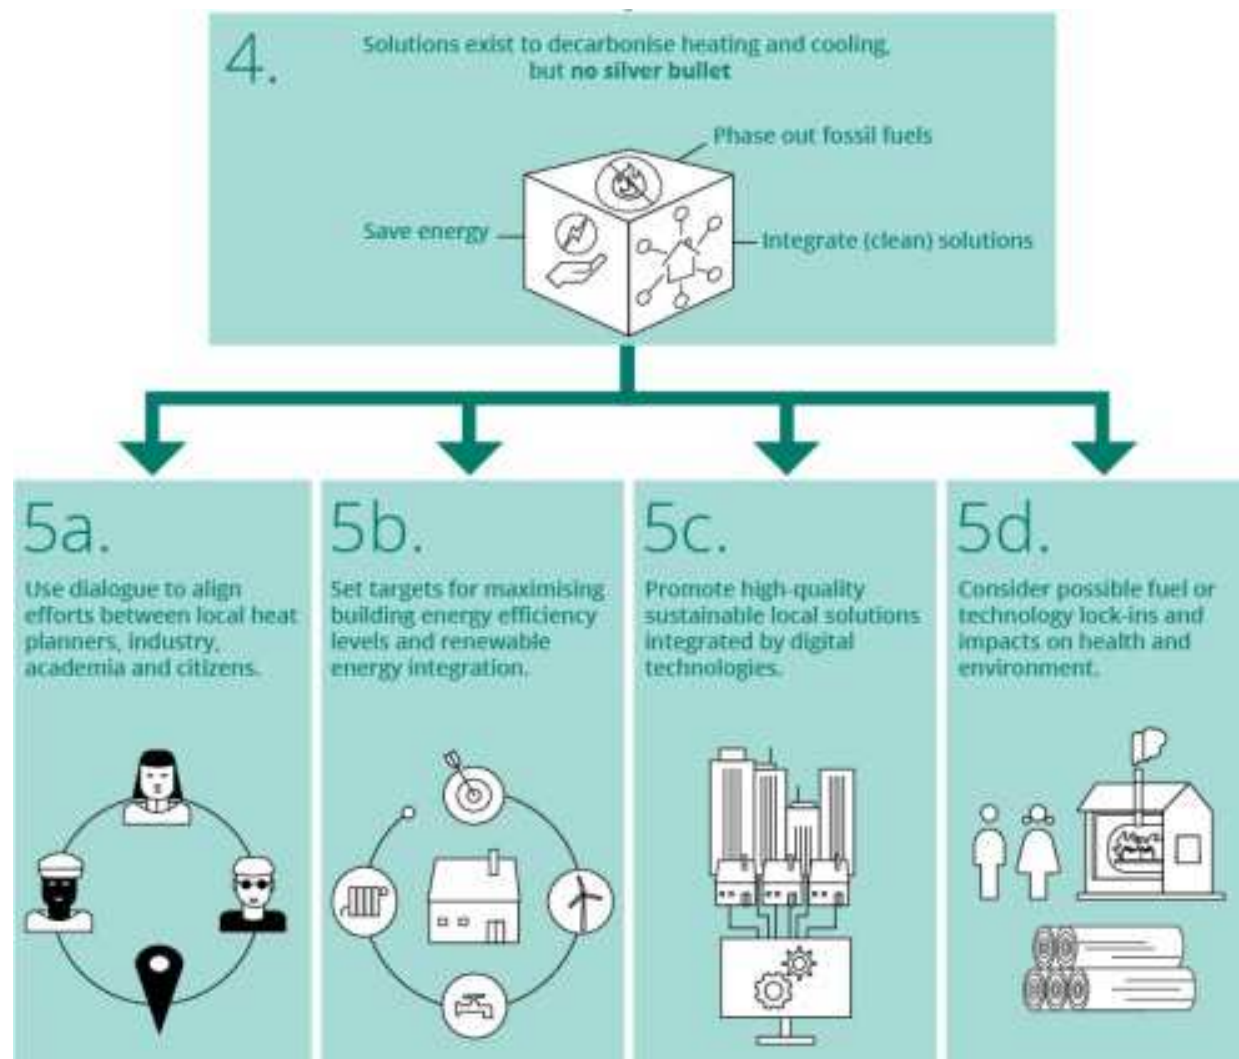 4.
Solutions exist to decarbonise heating and cooling,
but no silver bullet
Phase out fossil fuels
Save energy
Integrate (clean) solutions
5a.
Use dialogue to align
efforts between local heat
planners, industry,
academia and citizens.
5b.
Set targets for maximising
building energy efficiency
levels and renewable
energy integration.
5c.
Promote high-quality
sustainable local solutions
integrated by digital
technologies.
5d.
Consider possible fuel or
technology lock-ins and
impacts on health and
environment.